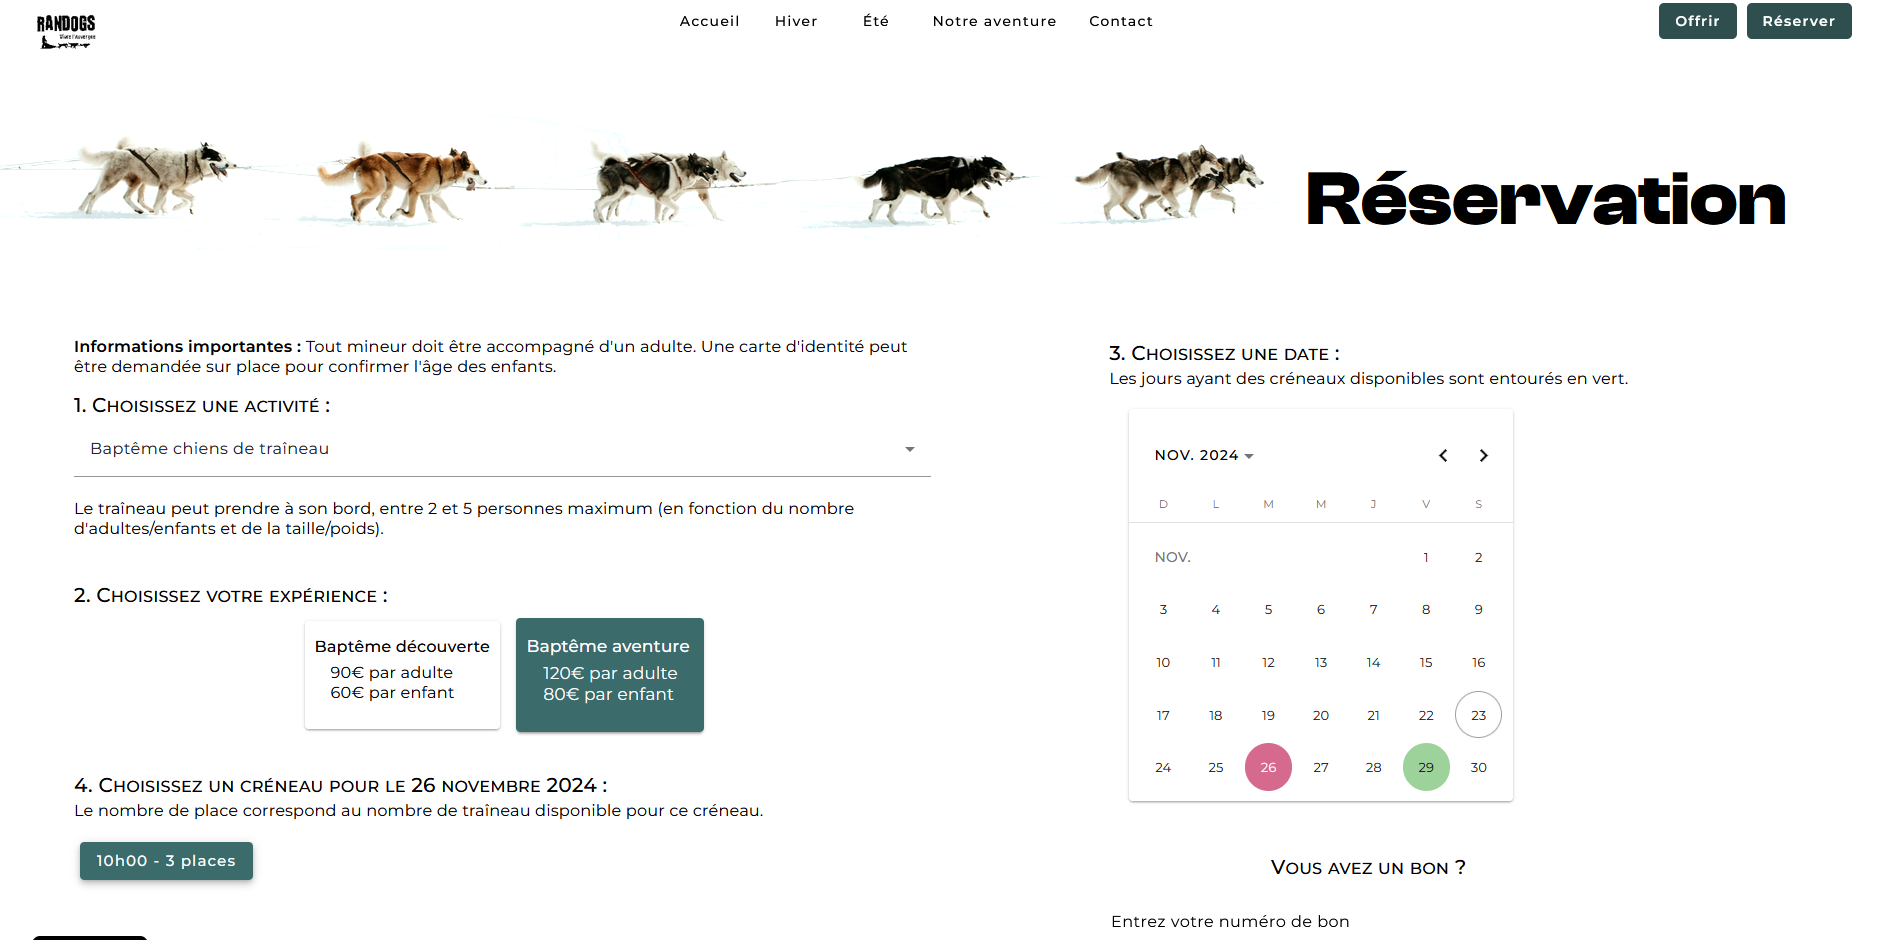 RANDOGS
Vivre l'Auvergne
Accueil
Hiver
Été
Notre aventure
Contact
Offrir
Réserver
Réservation
Informations importantes : Tout mineur doit être accompagné d'un adulte. Une carte d'identité peut
être demandée sur place pour confirmer l'âge des enfants.
1. Choisissez une activité :
Baptême chiens de traîneau
Le traîneau peut prendre à son bord, entre 2 et 5 personnes maximum (en fonction du nombre
d'adultes/enfants et de la taille/poids).
2. Choisissez votre expérience :
Baptême découverte
90€ par adulte
60€ par enfant
Baptême aventure
120€ par adulte
80€ par enfant
4. Choisissez un créneau pour le 26 novembre 2024 :
Le nombre de place correspond au nombre de traîneau disponible pour ce créneau.
10h00 - 3 places
3. Choisissez une date :
Les jours ayant des créneaux disponibles sont entourés en vert.
NOV. 2024
D L M M J V S
NOV. 1 2
3 4 5 6 7 8 9
10 11 12 13 14 15 16
17 18 19 20 21 22 23
24 25 26 27 28 29 30
Vous avez un bon ?
Entrez votre numéro de bon